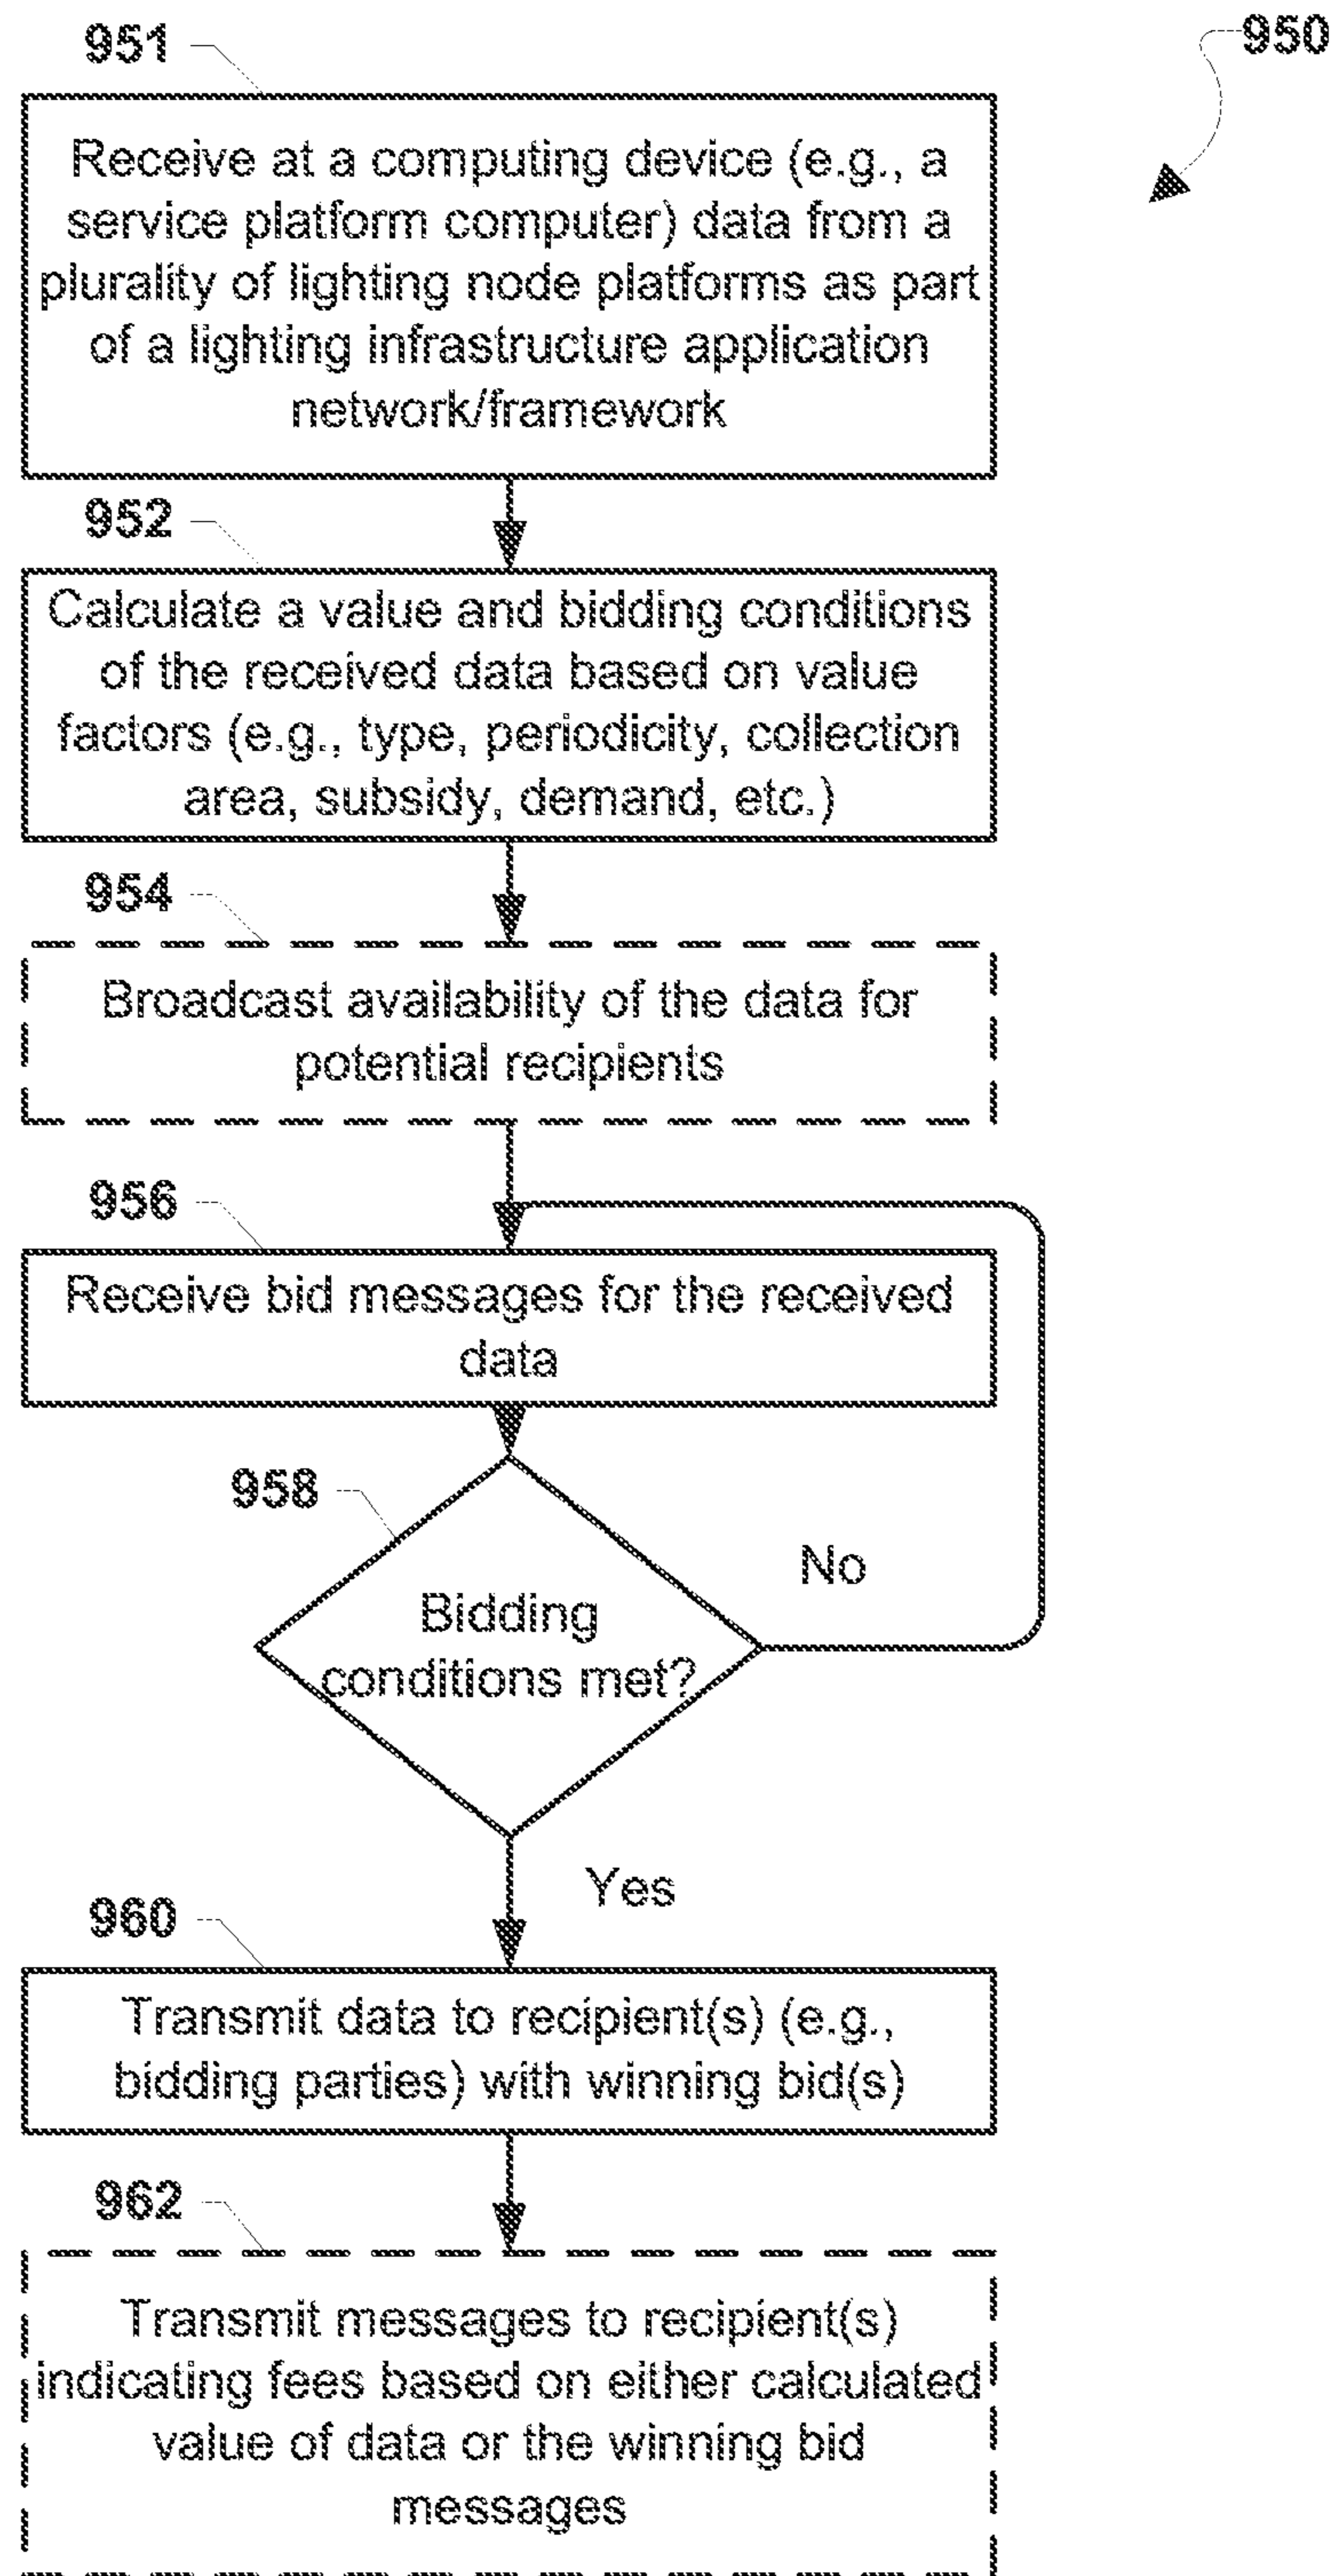 951
950
Receive at a computing device (e.g., a
service platform computer) data from a
plurality of lighting node platforms as part
of a lighting infrastructure application
network/framework
952
Calculate a value and bidding conditions
of the received data based on value
factors (e.g., type, periodicity, collection
area, subsidy, demand, etc.)
954
Broadcast availability of the data for
potential recipients
956
Receive bid messages for the received
data
958
No
Bidding
conditions met?
Yes
960
Transmit data to recipient(s) (e.g.,
bidding parties) with winning bid(s)
962
Transmit messages to recipient(s)
indicating fees based on either calculated
value of data or the winning bid
messages